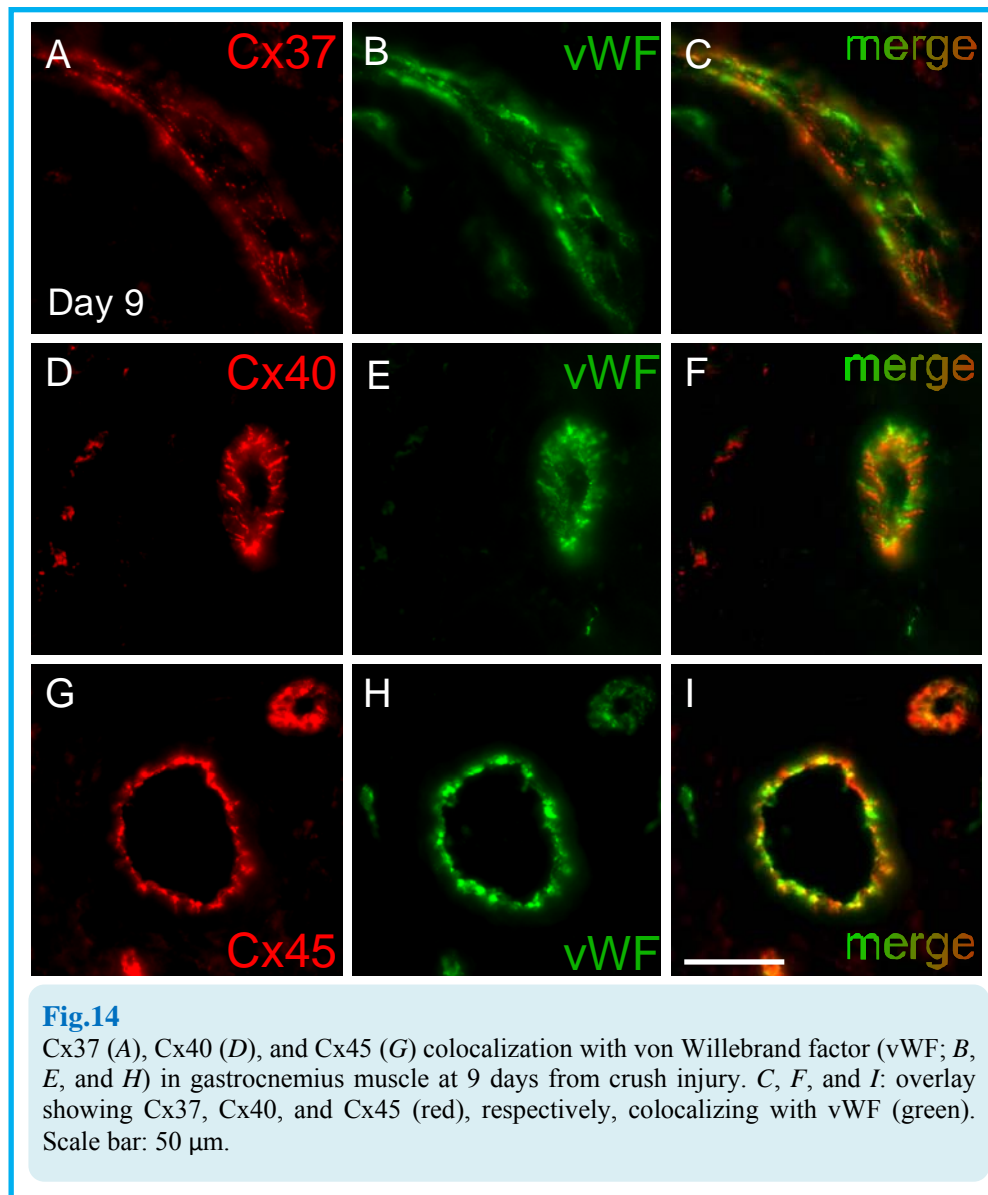 A Cx37 B vWF C merge
Day 9
D Cx40 E vWF F merge
G H I
Cx45 vWF merge
Fig.14
Cx37 (A), Cx40 (D), and Cx45 (G) colocalization with von Willebrand factor (vWF; B,
E, and H) in gastrocnemius muscle at 9 days from crush injury. C, F, and I: overlay
showing Cx37, Cx40, and Cx45 (red), respectively, colocalizing with vWF (green).
Scale bar: 50 μm.